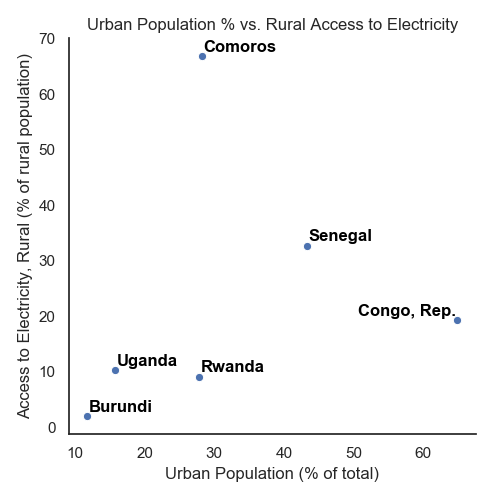 Urban Population % vs. Rural Access to Electricity
Access to Electricity, Rural (% of rural population)
70
60
50
40
30
20
10
0
Comoros
Senegal
Congo, Rep.
Uganda
Rwanda
Burundi
10 20 30 40 50 60
Urban Population (% of total)